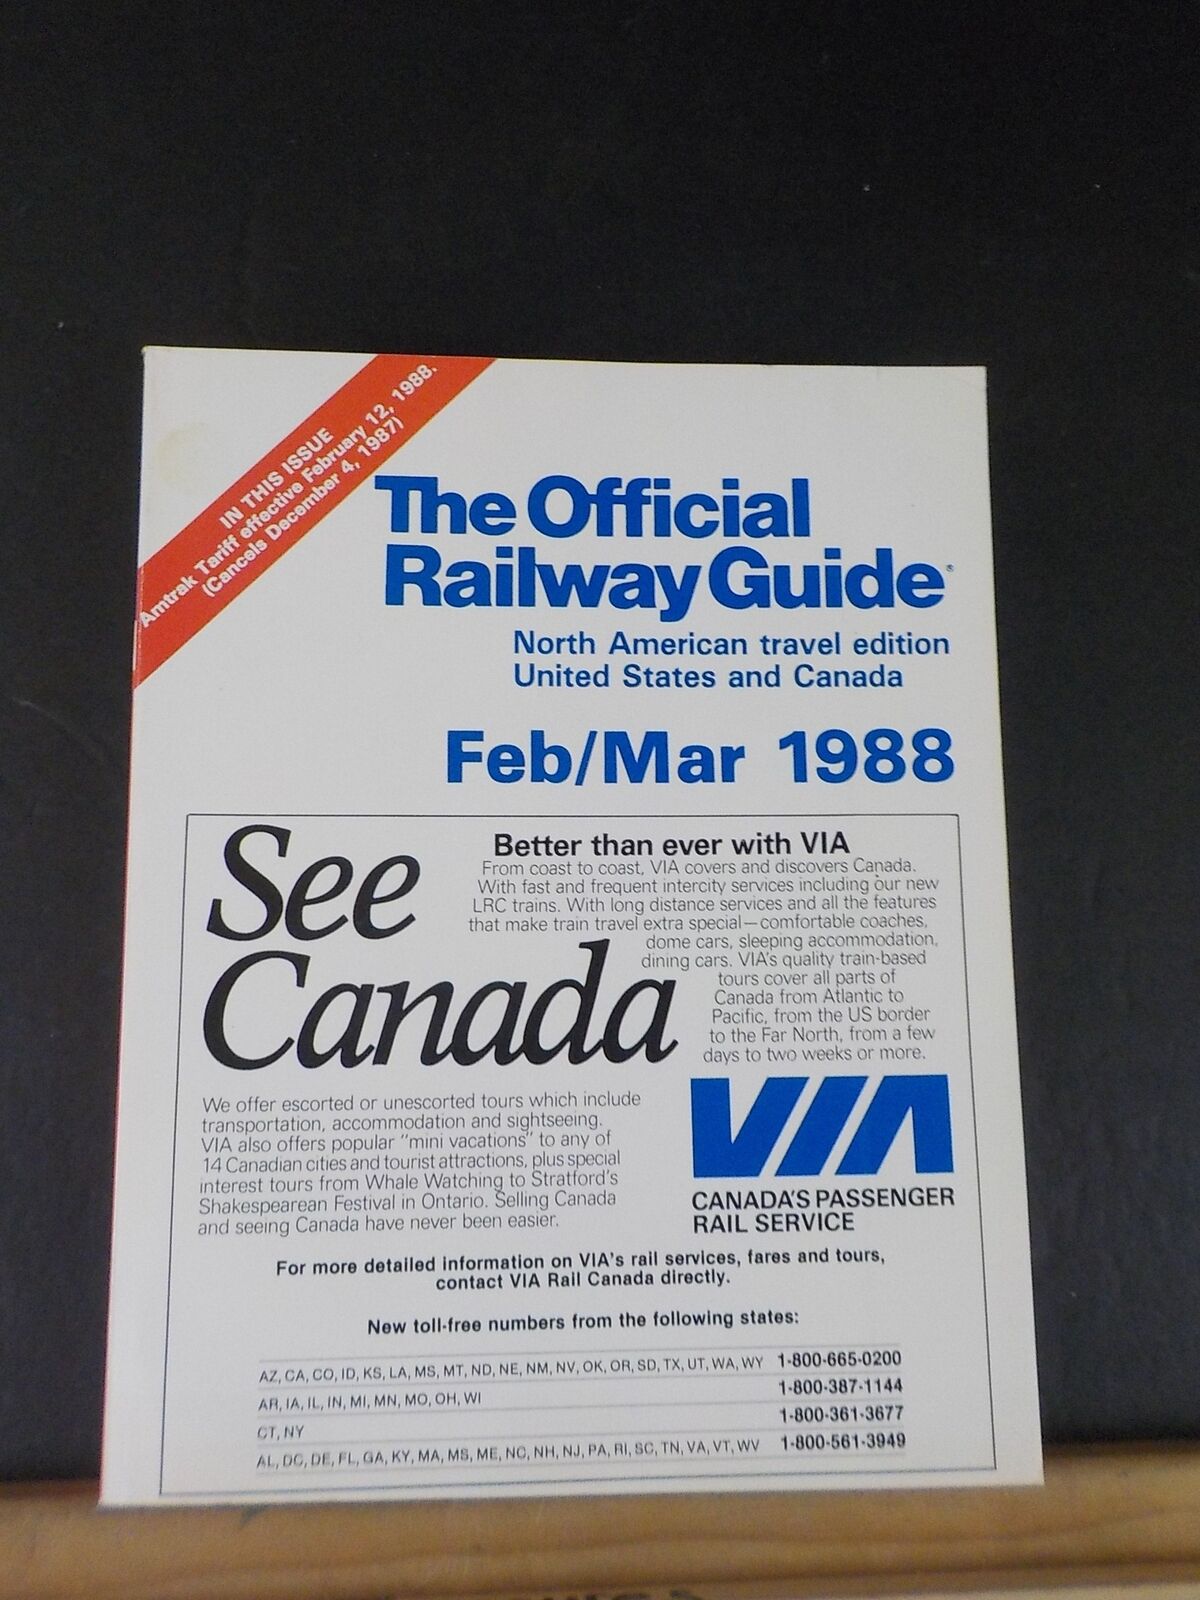 IN THIS ISSUE
Amtrak Tariff effective February 12, 1988.
(Cancels December 4, 1987)
The Official
Railway Guide®
North American travel edition
United States and Canada
Feb/Mar 1988
See
Canada
Better than ever with VIA
From coast to coast, VIA covers and discovers Canada.
With fast and frequent intercity services including our new
LRC trains. With long distance services and all the features
that make train travel extra special—comfortable coaches,
dome cars, sleeping accommodation,
dining cars. VIA's quality train-based
tours cover all parts of
Canada from Atlantic to
Pacific, from the US border
to the Far North, from a few
days to two weeks or more.
We offer escorted or unescorted tours which include
transportation, accommodation and sightseeing.
VIA also offers popular "mini vacations" to any of
14 Canadian cities and tourist attractions, plus special
interest tours from Whale Watching to Stratford's
Shakespearean Festival in Ontario. Selling Canada
and seeing Canada have never been easier.
VIA
CANADA'S PASSENGER
RAIL SERVICE
For more detailed information on VIA's rail services, fares and tours,
contact VIA Rail Canada directly.
New toll-free numbers from the following states:
AZ, CA, CO, ID, KS, LA, MS, MT, ND, NE, NM, NV, OK, OR, SD, TX, UT, WA, WY 1-800-665-0200
AR, IA, IL, IN, MI, MN, MO, OH, WI 1-800-387-1144
CT, NY 1-800-361-3677
AL, DC, DE, FL, GA, KY, MA, MS, ME, NC, NH, NJ, PA, RI, SC, TN, VA, VT, WV 1-800-561-3949